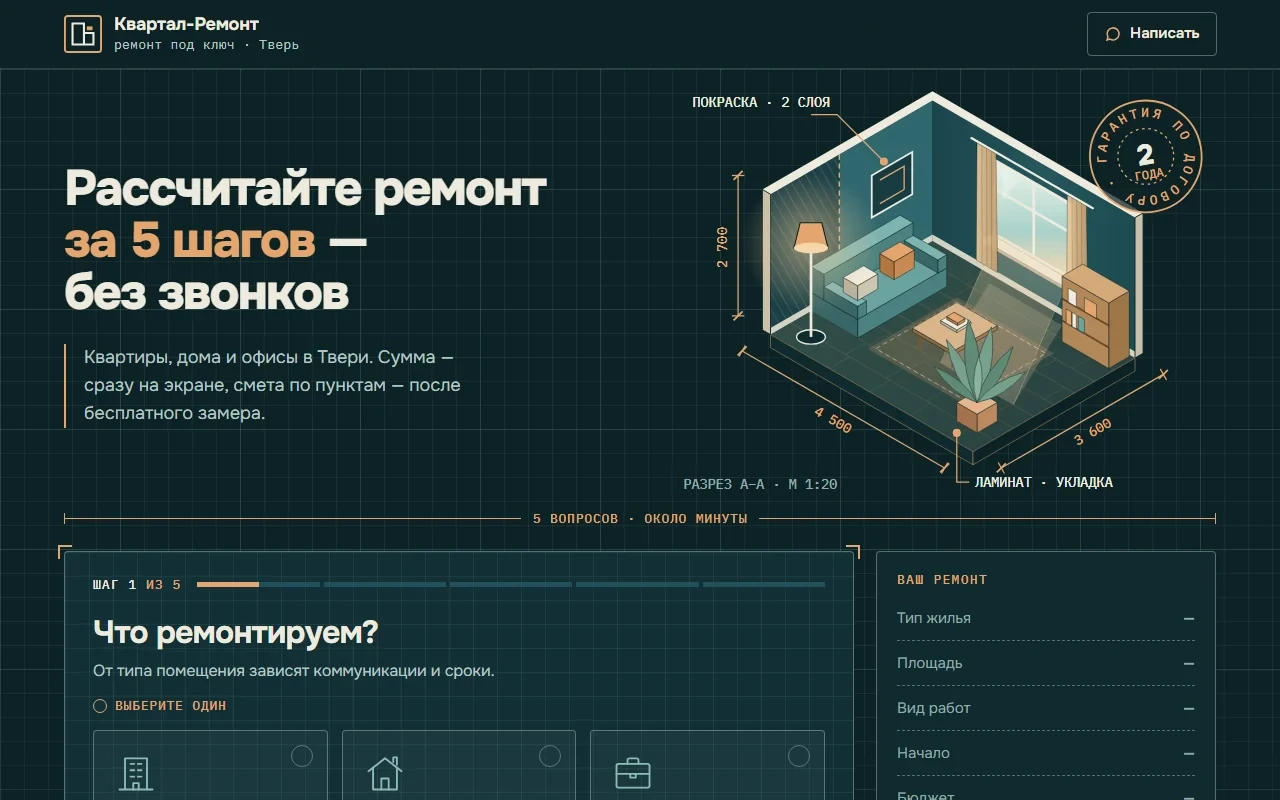 Квартал-Ремонт
ремонт под ключ · Тверь
Написать
Рассчитайте ремонт
за 5 шагов —
без звонков
Квартиры, дома и офисы в Твери. Сумма —
сразу на экране, смета по пунктам — после
бесплатного замера.
ПОКРАСКА · 2 СЛОЯ
ГАРАНТИЯ ПО ДОГОВОРУ ·
2
ГОДА
2 700
4 500
3 600
РАЗРЕЗ А–А · М 1:20
ЛАМИНАТ · УКЛАДКА
5 ВОПРОСОВ · ОКОЛО МИНУТЫ
ШАГ 1 ИЗ 5
Что ремонтируем?
От типа помещения зависят коммуникации и сроки.
ВЫБЕРИТЕ ОДИН
ВАШ РЕМОНТ
Тип жилья —
Площадь —
Вид работ —
Начало —
Бюджет —